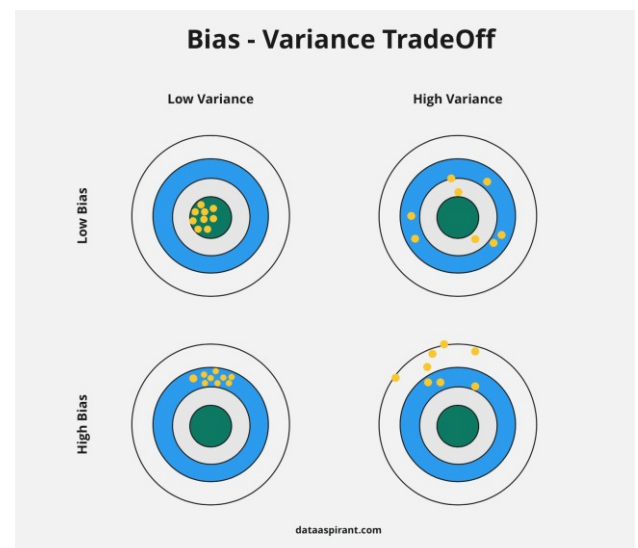 Bias - Variance TradeOff
Low Variance
High Variance
Low Bias
High Bias
dataaspirant.com